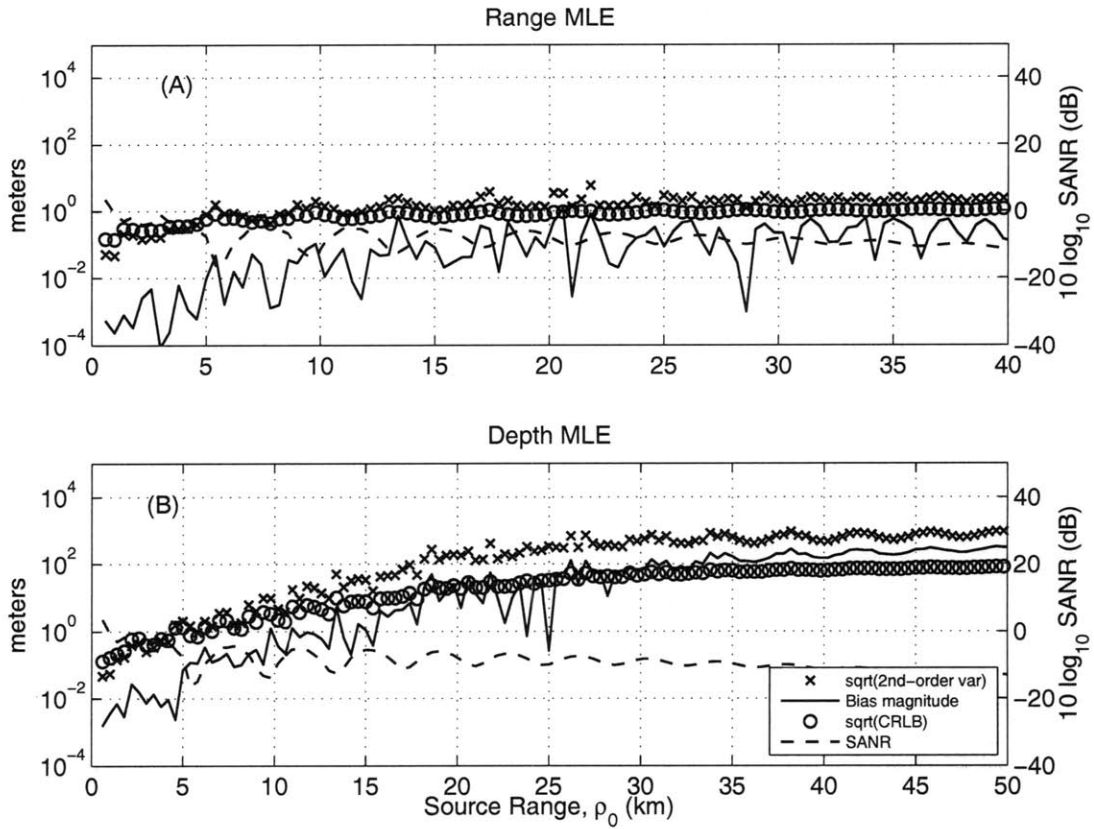 Range MLE
(A)
meters
10^4
10^2
10^0
10^-2
10^-4
40
20
0
-20
-40
10 log10 SANR (dB)
0 5 10 15 20 25 30 35 40
Depth MLE
(B)
meters
10^4
10^2
10^0
10^-2
10^-4
40
20
0
-20
-40
10 log10 SANR (dB)
sqrt(2nd-order var)
Bias magnitude
sqrt(CRLB)
SANR
0 5 10 15 20 25 30 35 40 45 50
Source Range, ρ0 (km)